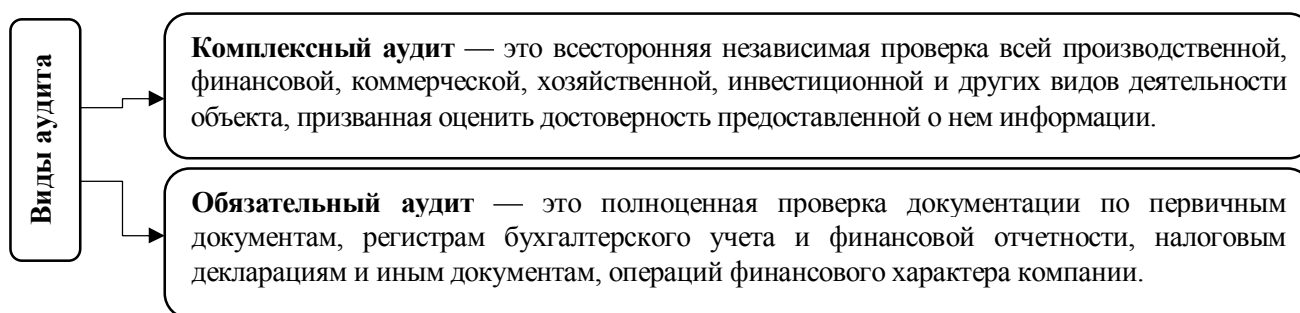 Виды аудита
Комплексный аудит — это всесторонняя независимая проверка всей производственной,
финансовой, коммерческой, хозяйственной, инвестиционной и других видов деятельности
объекта, призванная оценить достоверность предоставленной о нем информации.
Обязательный аудит — это полноценная проверка документации по первичным
документам, регистрам бухгалтерского учета и финансовой отчетности, налоговым
декларациям и иным документам, операций финансового характера компании.